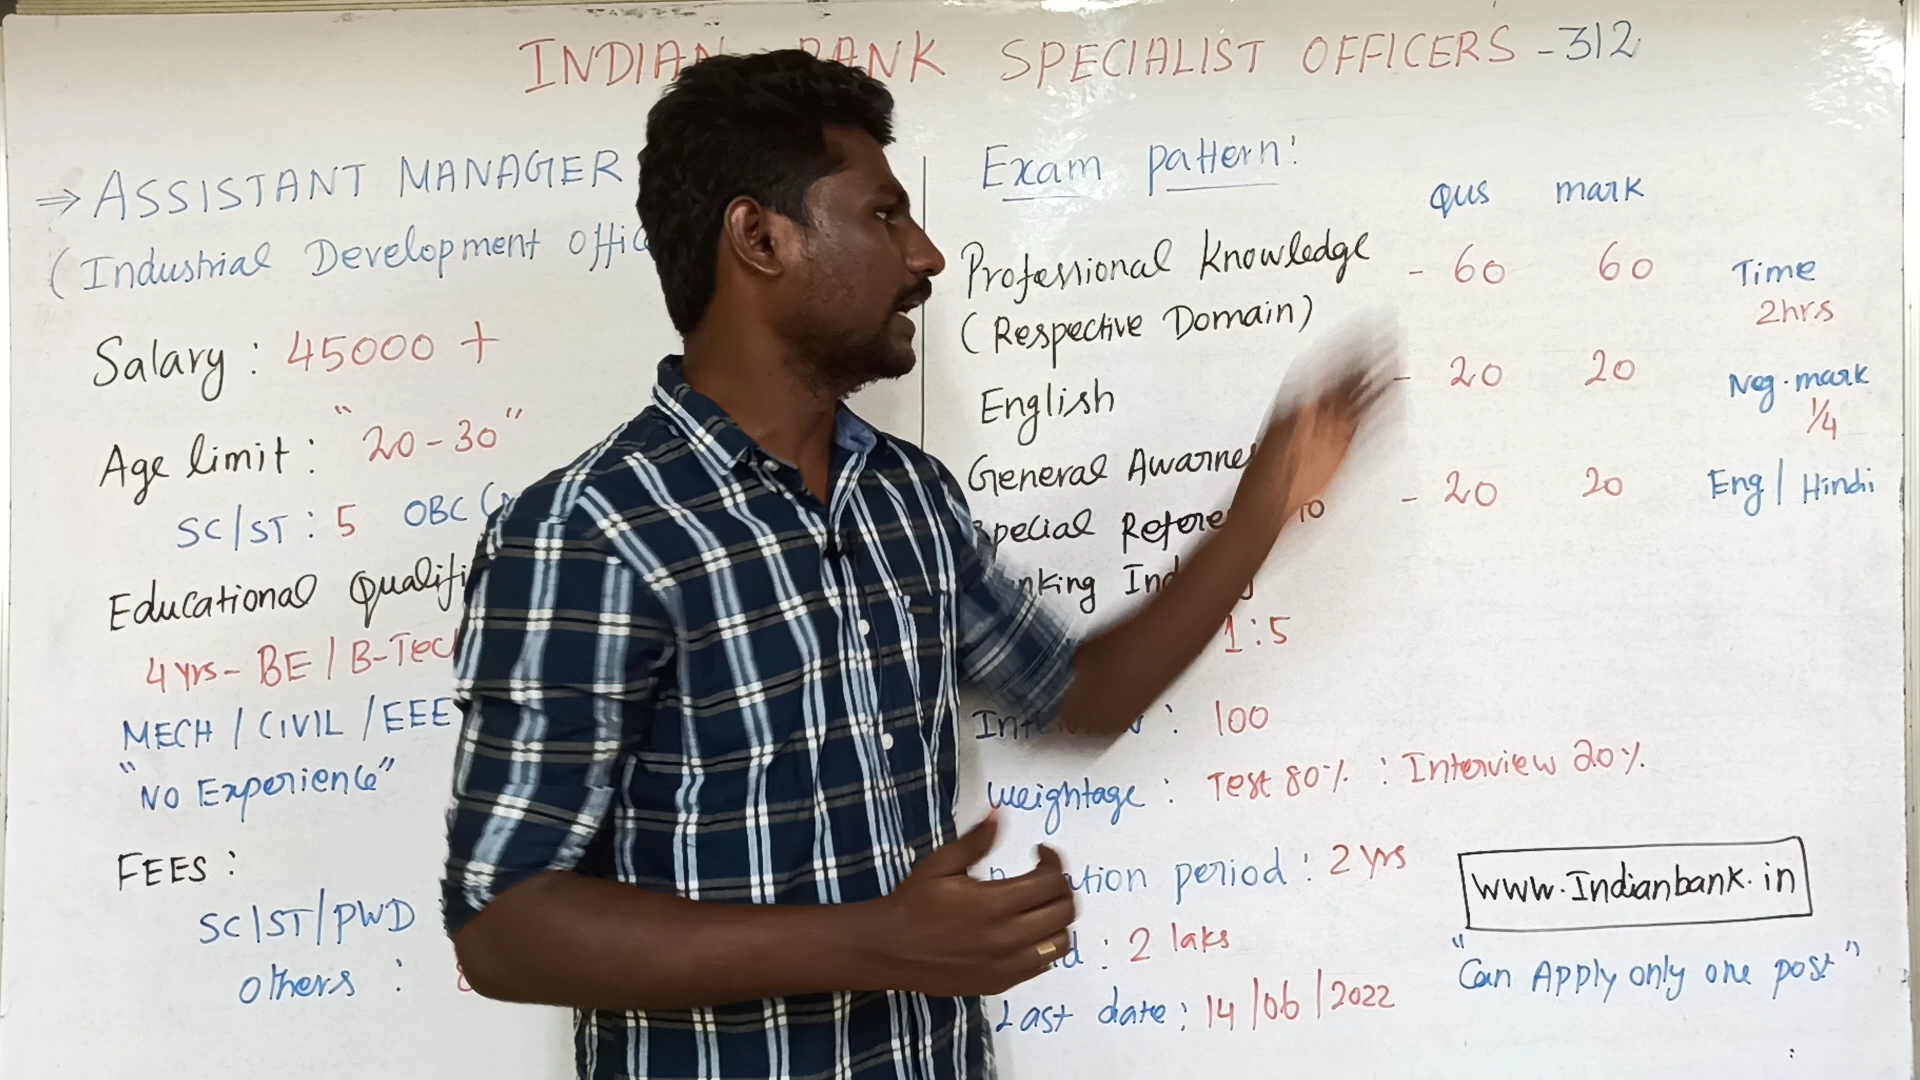 INDIAN BANK SPECIALIST OFFICERS - 312
⇒ ASSISTANT MANAGER
(Industrial Development Offic
Salary : 45000 +
Age limit : "20 - 30"
SC/ST : 5 OBC (
Educational Qualifi
4 yrs - BE / B-Tec
MECH / CIVIL / EEE
"No Experience"
FEES :
SC/ST/PWD
Others :
Exam pattern :
Qus mark
Professional Knowledge - 60 60
(Respective Domain)
English - 20 20
General Awarne - 20 20
Special Refere to
nking Ind
1 : 5
Interview : 100
Weightage : Test 80% : Interview 20%
ation period : 2 yrs
d : 2 laks
Last date : 14/06/2022
Time
2hrs
Neg. mark
1/4
Eng / Hindi
www.Indianbank.in
"Can Apply only one post"